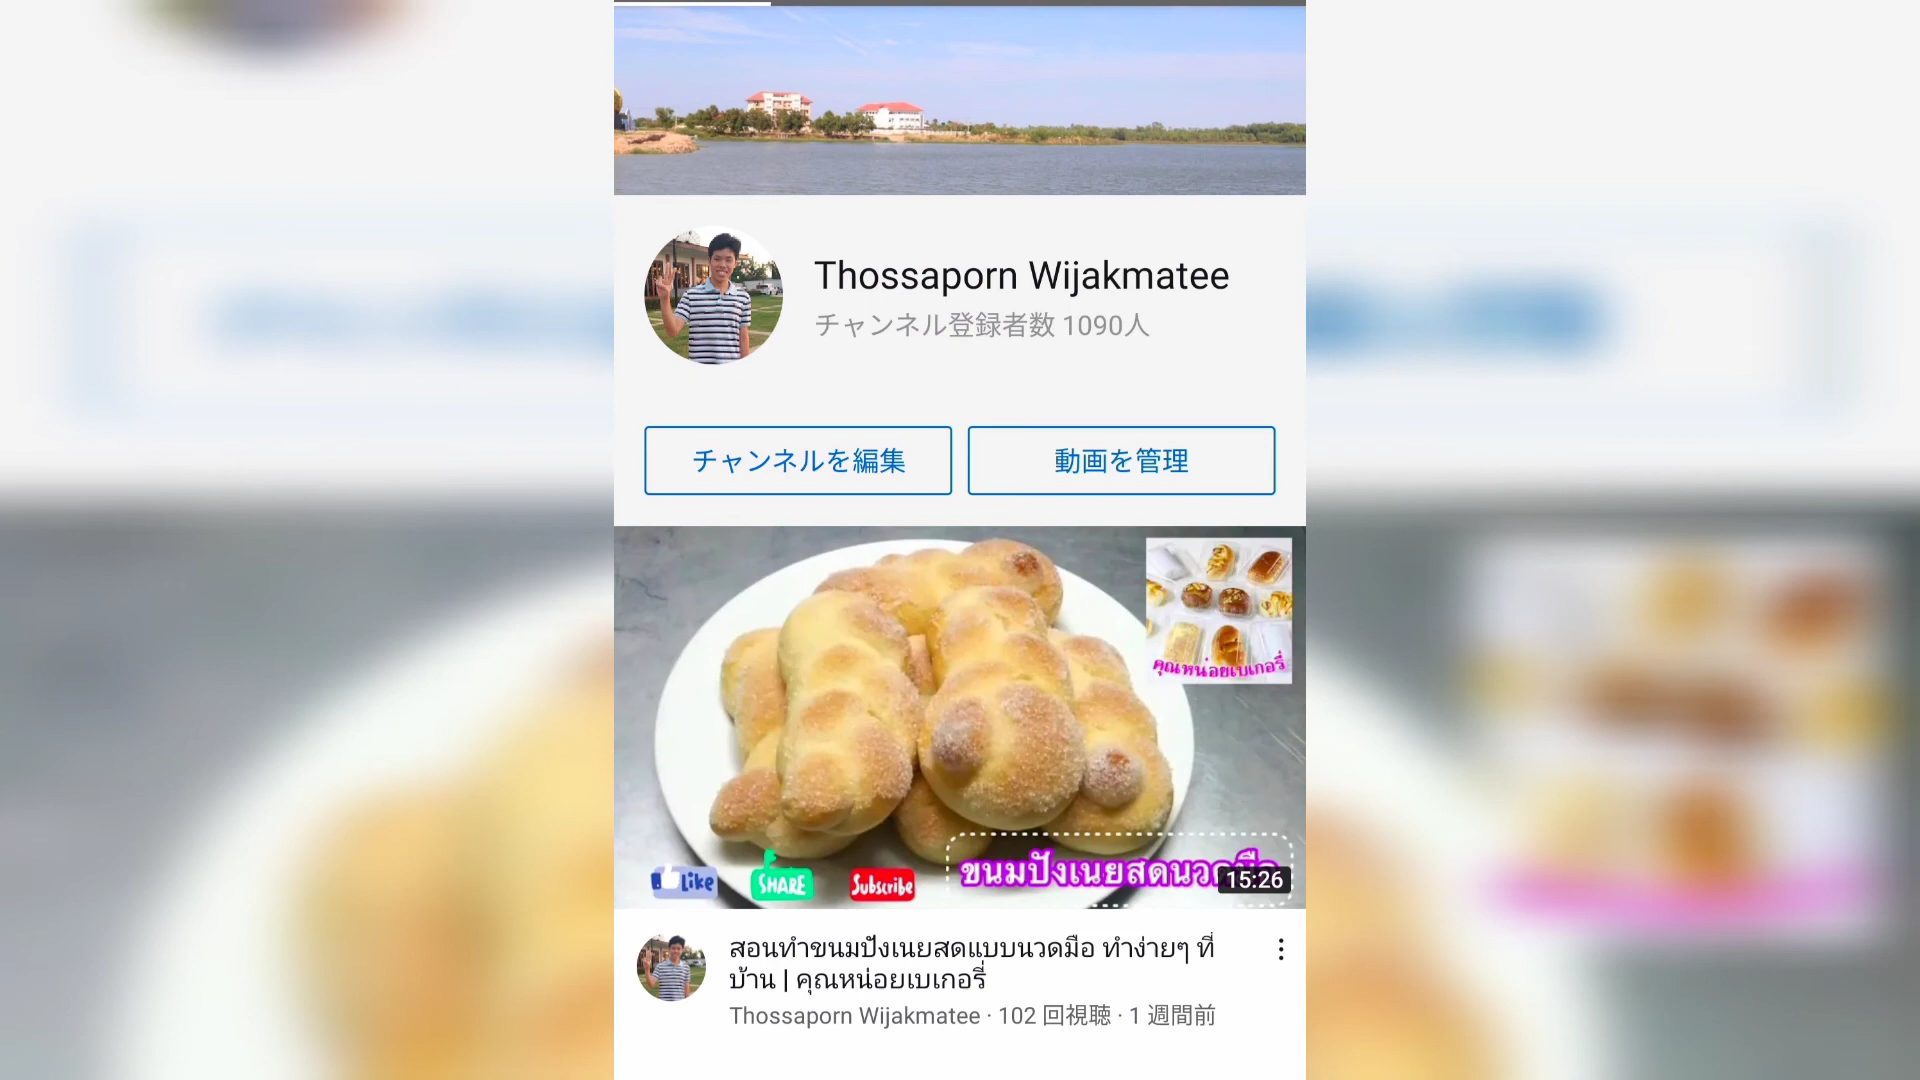 Thossaporn Wijakmatee
チャンネル登録者数 1090人
チャンネルを編集
動画を管理
คุณหน่อยเบเกอรี่
Like
SHARE
Subscribe
ขนมปังเนยสดนวดมือ
15:26
สอนทำขนมปังเนยสดแบบนวดมือ ทำง่ายๆ ที่
บ้าน | คุณหน่อยเบเกอรี่
Thossaporn Wijakmatee · 102 回視聴 · 1 週間前